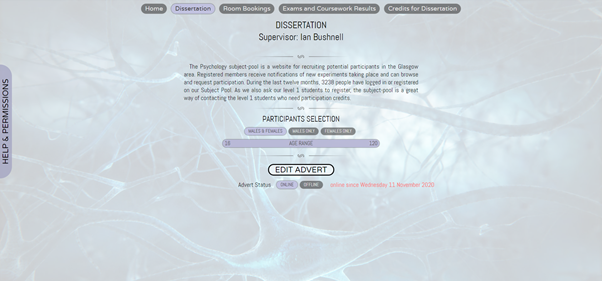 Home Dissertation Room Bookings Exams and Coursework Results Credits for Dissertation
DISSERTATION
Supervisor: Ian Bushnell
The Psychology subject-pool is a website for recruiting potential participants in the Glasgow
area. Registered members receive notifications of new experiments taking place and can browse
and request participation. During the last twelve months, 3238 people have logged in or registered
on our Subject Pool. As we also ask our level 1 students to register, the subject-pool is a great
way of contacting the level 1 students who need participation credits.
PARTICIPANTS SELECTION
MALES & FEMALES MALES ONLY FEMALES ONLY
18 AGE RANGE 120
EDIT ADVERT
Advert Status ONLINE OFFLINE online since Wednesday 11 November 2020
HELP & PERMISSIONS